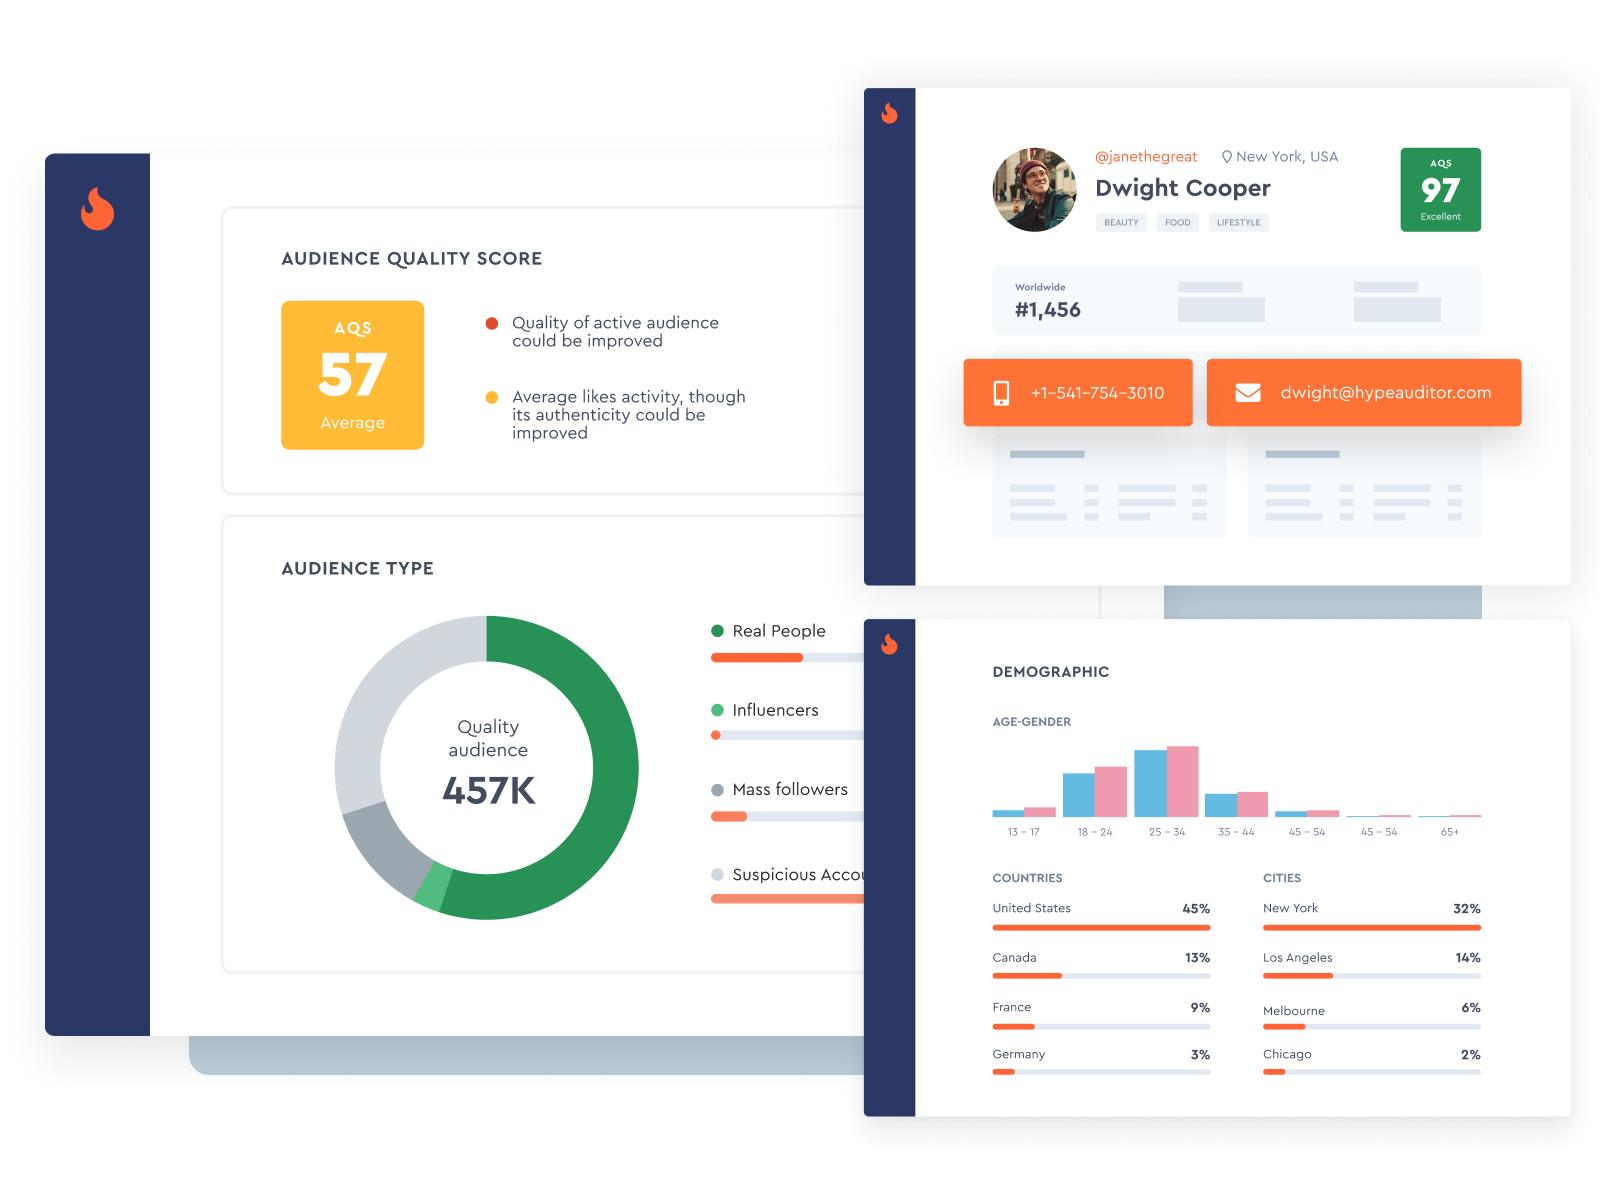 AUDIENCE QUALITY SCORE
AQS
57
Average
Quality of active audience
could be improved
Average likes activity, though
its authenticity could be
improved
AUDIENCE TYPE
Quality
audience
457K
Real People
Influencers
Mass followers
Suspicious Accou
@janethegreat
New York, USA
Dwight Cooper
BEAUTY
FOOD
LIFESTYLE
AQS
97
Excellent
Worldwide
#1,456
+1-541-754-3010
dwight@hypeauditor.com
DEMOGRAPHIC
AGE-GENDER
13 - 17
18 - 24
25 - 34
35 - 44
45 - 54
45 - 54
65+
COUNTRIES
United States 45%
Canada 13%
France 9%
Germany 3%
CITIES
New York 32%
Los Angeles 14%
Melbourne 6%
Chicago 2%